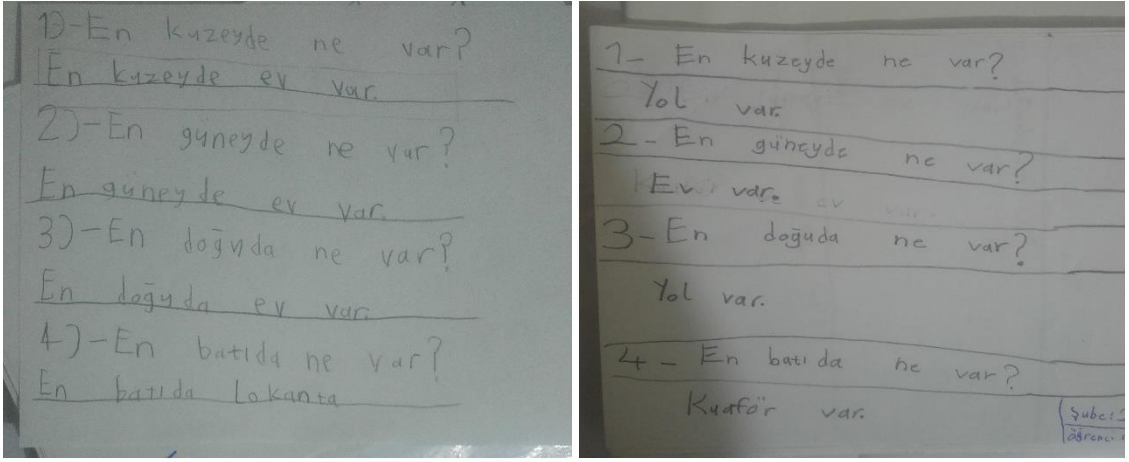 1)-En kuzeyde ne var?
En kuzeyde ev var.
2)-En güneyde ne var?
En güneyde ev var.
3)-En doğuda ne var?
En doğuda ev var.
4)-En batıda ne var?
En batıda Lokanta
1- En kuzeyde ne var?
Yol var.
2- En güneyde ne var?
Ev var.
3- En doğuda ne var?
Yol var.
4- En batıda ne var?
Kuaför var.
Şube: